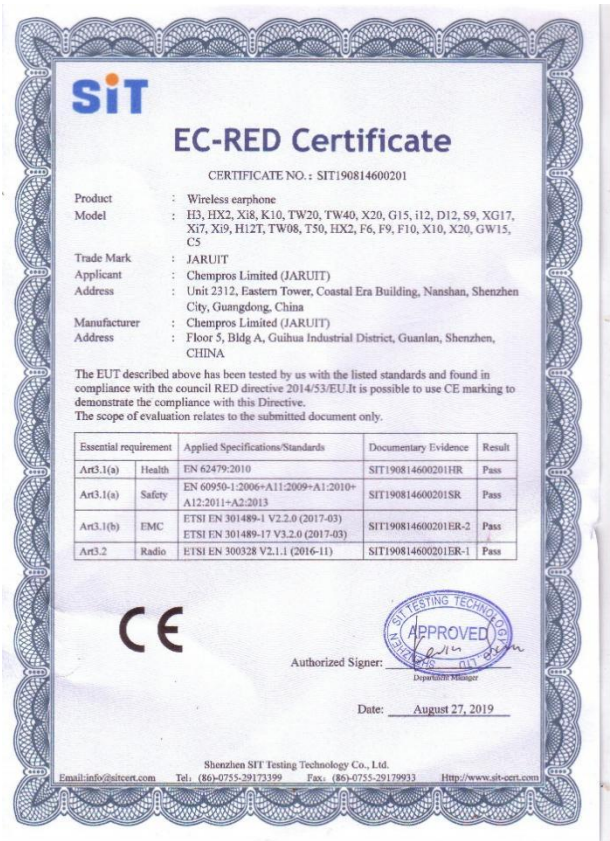 SiT
EC-RED Certificate
CERTIFICATE NO.: SIT190814600201
Product : Wireless earphone
Model : H3, HX2, Xi8, K10, TW20, TW40, X20, G15, i12, D12, S9, XG17,
Xi7, Xi9, H12T, TW08, T50, HX2, F6, F9, F10, X10, X20, GW15,
C5
Trade Mark : JARUIT
Applicant : Chempros Limited (JARUIT)
Address : Unit 2312, Eastern Tower, Coastal Era Building, Nanshan, Shenzhen
City, Guangdong, China
Manufacturer : Chempros Limited (JARUIT)
Address : Floor 5, Bldg A, Guihua Industrial District, Guanlan, Shenzhen,
CHINA
The EUT described above has been tested by us with the listed standards and found in
compliance with the council RED directive 2014/53/EU.It is possible to use CE marking to
demonstrate the compliance with this Directive.
The scope of evaluation relates to the submitted document only.
Essential requirement Applied Specifications/Standards Documentary Evidence Result
Art3.1(a) Health EN 62479:2010 SIT190814600201HR Pass
Art3.1(a) Safety EN 60950-1:2006+A11:2009+A1:2010+
A12:2011+A2:2013 SIT190814600201SR Pass
Art3.1(b) EMC ETSI EN 301489-1 V2.2.0 (2017-03)
ETSI EN 301489-17 V3.2.0 (2017-03) SIT190814600201ER-2 Pass
Art3.2 Radio ETSI EN 300328 V2.1.1 (2016-11) SIT190814600201ER-1 Pass
CE
SHENZHEN SIT TESTING TECHNOLOGY LTD
APPROVED
Authorized Signer:
Department Manager
Date: August 27, 2019
Shenzhen SIT Testing Technology Co., Ltd.
Email:info@sitcert.com Tel: (86)-0755-29173399 Fax: (86)-0755-29179933 Http://www.sit-cert.com